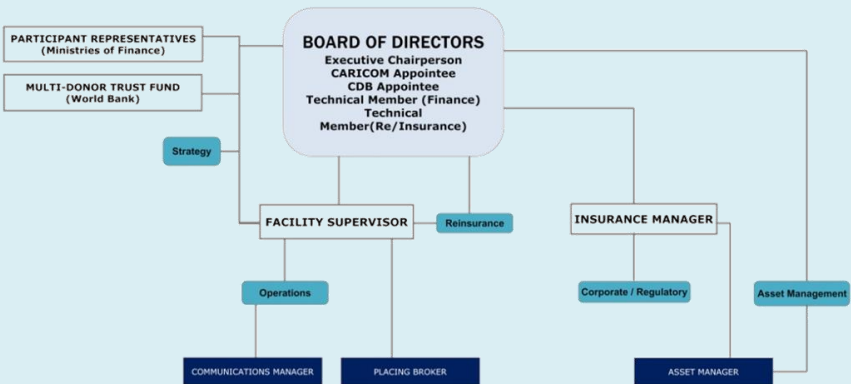 PARTICIPANT REPRESENTATIVES
(Ministries of Finance)
MULTI-DONOR TRUST FUND
(World Bank)
BOARD OF DIRECTORS
Executive Chairperson
CARICOM Appointee
CDB Appointee
Technical Member (Finance)
Technical
Member(Re/Insurance)
Strategy
FACILITY SUPERVISOR
Reinsurance
INSURANCE MANAGER
Operations
Corporate / Regulatory
Asset Management
COMMUNICATIONS MANAGER
PLACING BROKER
ASSET MANAGER